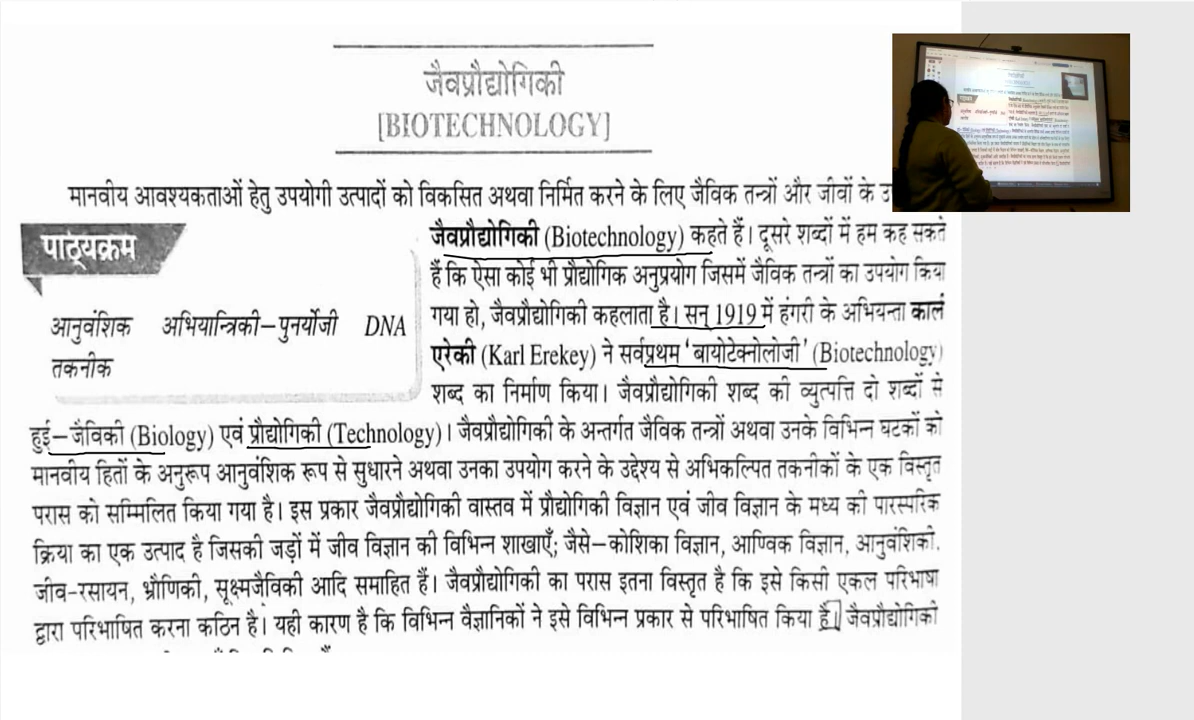 जैवप्रौद्योगिकी
[BIOTECHNOLOGY]
मानवीय आवश्यकताओं हेतु उपयोगी उत्पादों को विकसित अथवा निर्मित करने के लिए जैविक तन्त्रों और जीवों के
पाठ्यक्रम
आनुवंशिक अभियान्त्रिकी–पुनर्योजी DNA
तकनीक
जैवप्रौद्योगिकी (Biotechnology) कहते हैं। दूसरे शब्दों में हम कह सकते
हैं कि ऐसा कोई भी प्रौद्योगिक अनुप्रयोग जिसमें जैविक तन्त्रों का उपयोग किया
गया हो, जैवप्रौद्योगिकी कहलाता है। सन् 1919 में हंगरी के अभियन्ता कार्ल
एरेकी (Karl Erekey) ने सर्वप्रथम ‘बायोटेक्नोलोजी’ (Biotechnology)
शब्द का निर्माण किया। जैवप्रौद्योगिकी शब्द की व्युत्पत्ति दो शब्दों से
हुई–जैविकी (Biology) एवं प्रौद्योगिकी (Technology)। जैवप्रौद्योगिकी के अन्तर्गत जैविक तन्त्रों अथवा उनके विभिन्न घटकों को
मानवीय हितों के अनुरूप आनुवंशिक रूप से सुधारने अथवा उनका उपयोग करने के उद्देश्य से अभिकल्पित तकनीकों के एक विस्तृत
परास को सम्मिलित किया गया है। इस प्रकार जैवप्रौद्योगिकी वास्तव में प्रौद्योगिकी विज्ञान एवं जीव विज्ञान के मध्य की पारस्परिक
क्रिया का एक उत्पाद है जिसकी जड़ों में जीव विज्ञान की विभिन्न शाखाएँ; जैसे–कोशिका विज्ञान, आण्विक विज्ञान, आनुवंशिकी,
जीव-रसायन, भ्रौणिकी, सूक्ष्मजैविकी आदि समाहित हैं। जैवप्रौद्योगिकी का परास इतना विस्तृत है कि इसे किसी एकल परिभाषा
द्वारा परिभाषित करना कठिन है। यही कारण है कि विभिन्न वैज्ञानिकों ने इसे विभिन्न प्रकार से परिभाषित किया है। जैवप्रौद्योगिकी